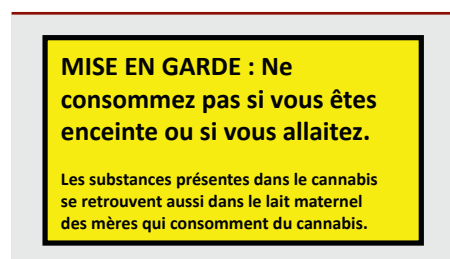 MISE EN GARDE : Ne
consommez pas si vous êtes
enceinte ou si vous allaitez.
Les substances présentes dans le cannabis
se retrouvent aussi dans le lait maternel
des mères qui consomment du cannabis.